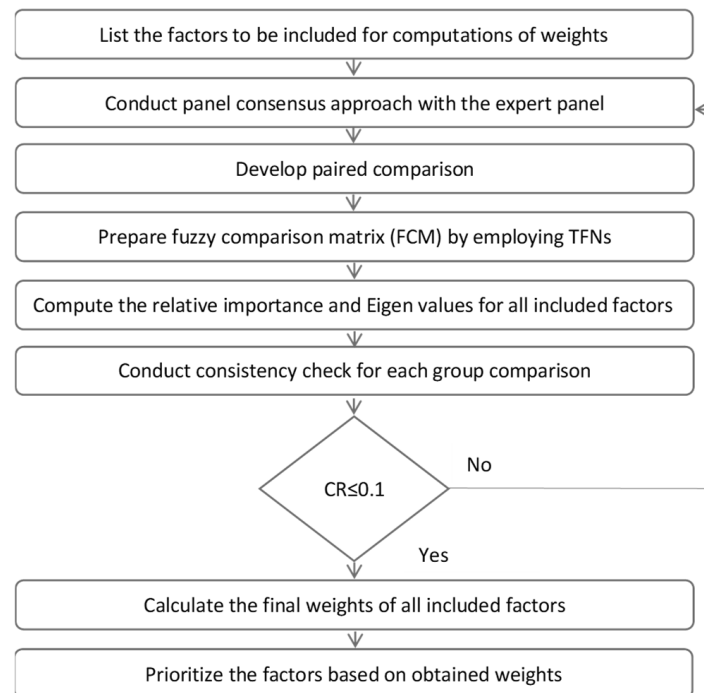 List the factors to be included for computations of weights
Conduct panel consensus approach with the expert panel
Develop paired comparison
Prepare fuzzy comparison matrix (FCM) by employing TFNs
Compute the relative importance and Eigen values for all included factors
Conduct consistency check for each group comparison
No
CR≤0.1
Yes
Calculate the final weights of all included factors
Prioritize the factors based on obtained weights